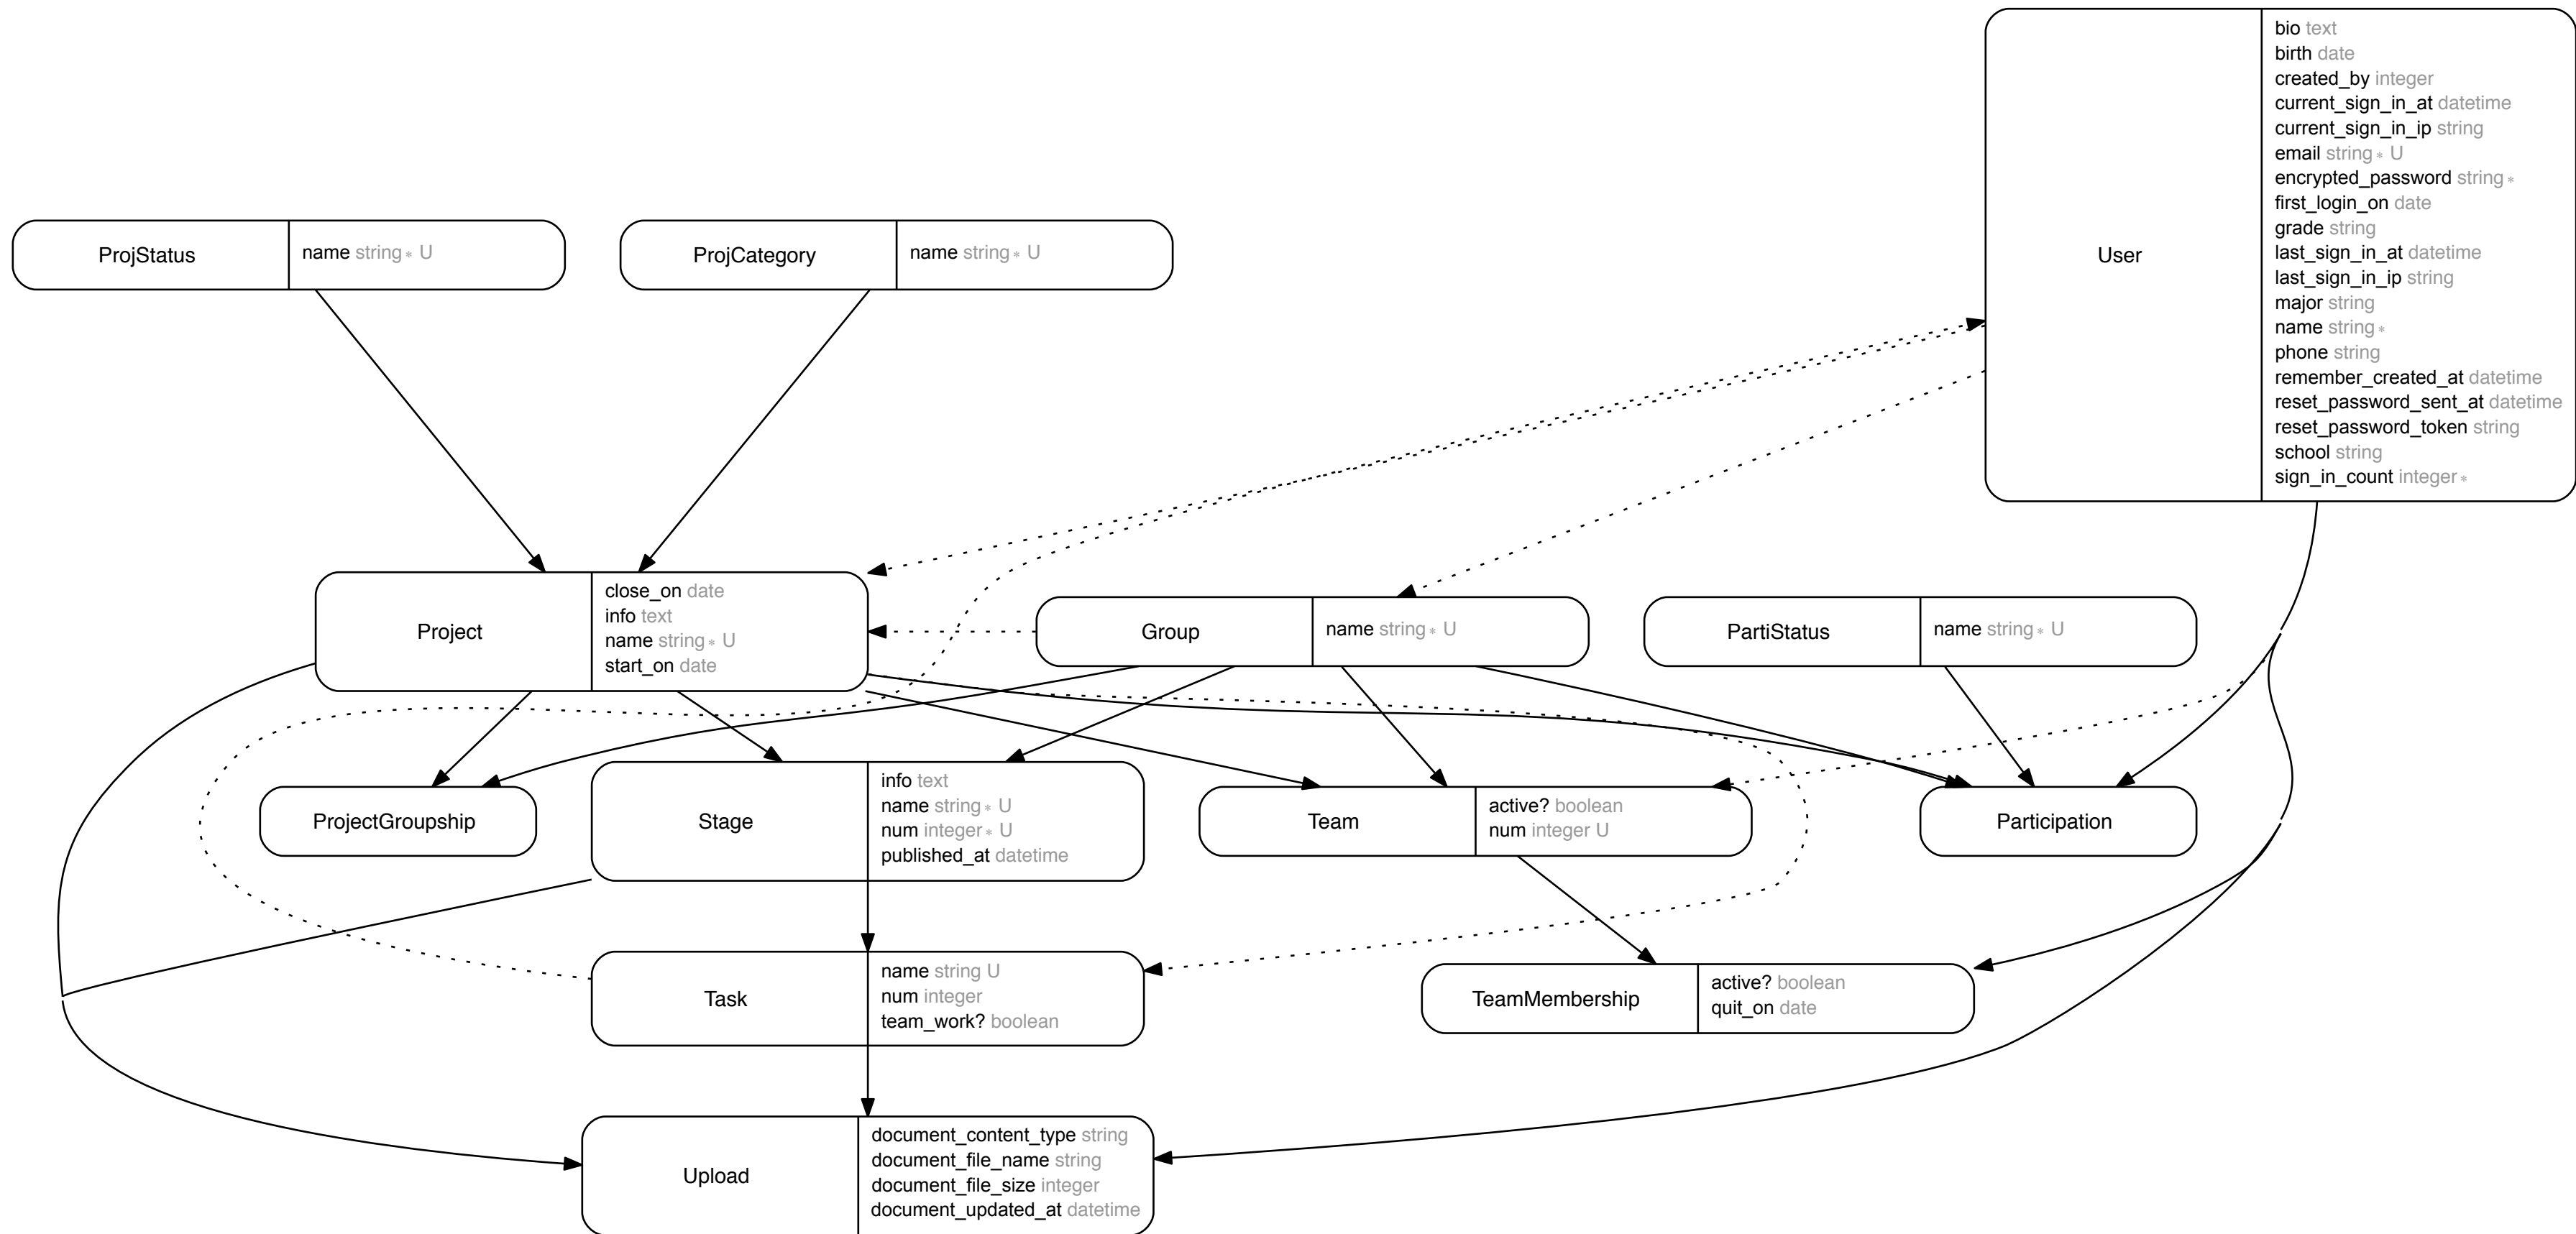 User
bio text
birth date
created_by integer
current_sign_in_at datetime
current_sign_in_ip string
email string* U
encrypted_password string*
first_login_on date
grade string
last_sign_in_at datetime
last_sign_in_ip string
major string
name string*
phone string
remember_created_at datetime
reset_password_sent_at datetime
reset_password_token string
school string
sign_in_count integer*
ProjStatus
name string* U
ProjCategory
name string* U
Project
close_on date
info text
name string* U
start_on date
Group
name string* U
PartiStatus
name string* U
ProjectGroupship
Stage
info text
name string* U
num integer* U
published_at datetime
Team
active? boolean
num integer U
Participation
Task
name string U
num integer
team_work? boolean
TeamMembership
active? boolean
quit_on date
Upload
document_content_type string
document_file_name string
document_file_size integer
document_updated_at datetime